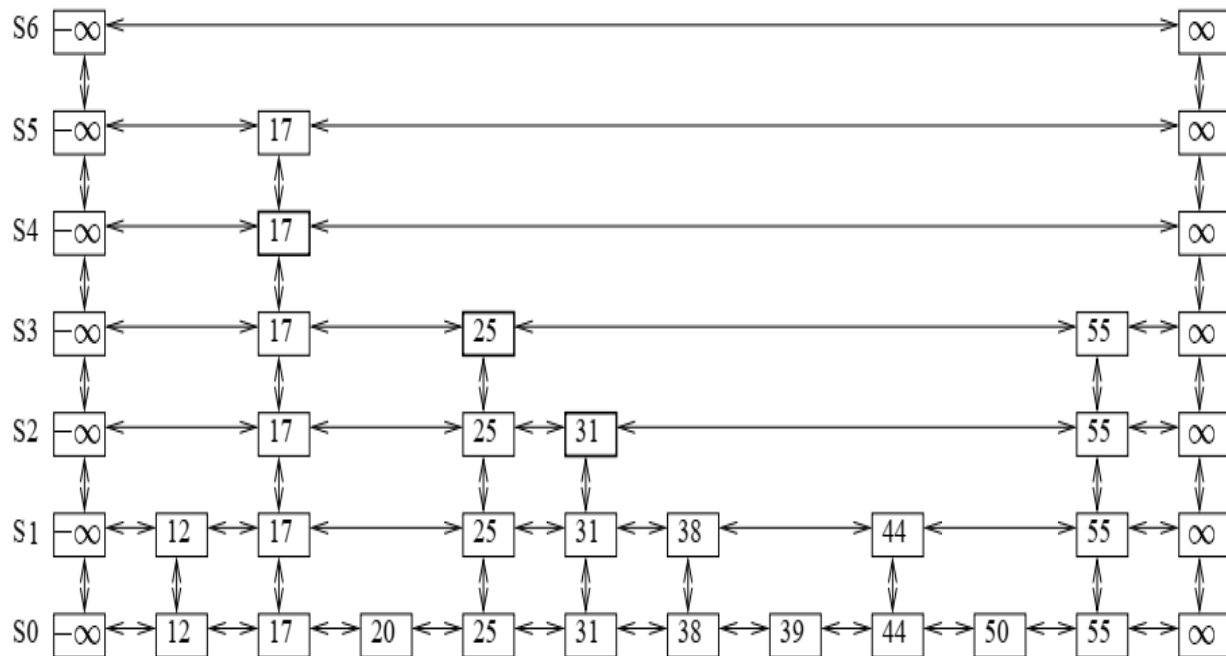 S6 −∞ ∞
S5 −∞ 17 ∞
S4 −∞ 17 ∞
S3 −∞ 17 25 55 ∞
S2 −∞ 17 25 31 55 ∞
S1 −∞ 12 17 25 31 38 44 55 ∞
S0 −∞ 12 17 20 25 31 38 39 44 50 55 ∞